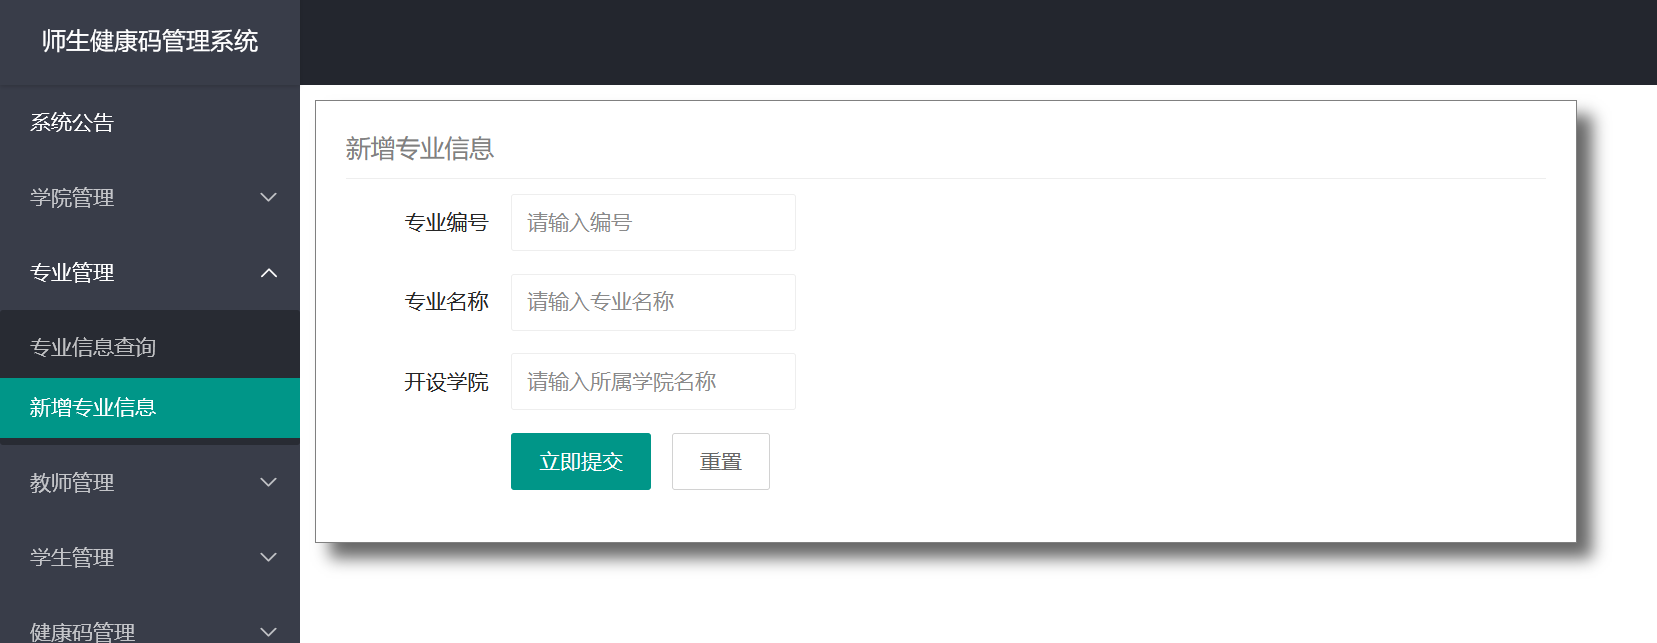 师生健康码管理系统
系统公告
学院管理
专业管理
专业信息查询
新增专业信息
教师管理
学生管理
健康码管理
新增专业信息
专业编号 请输入编号
专业名称 请输入专业名称
开设学院 请输入所属学院名称
立即提交 重置